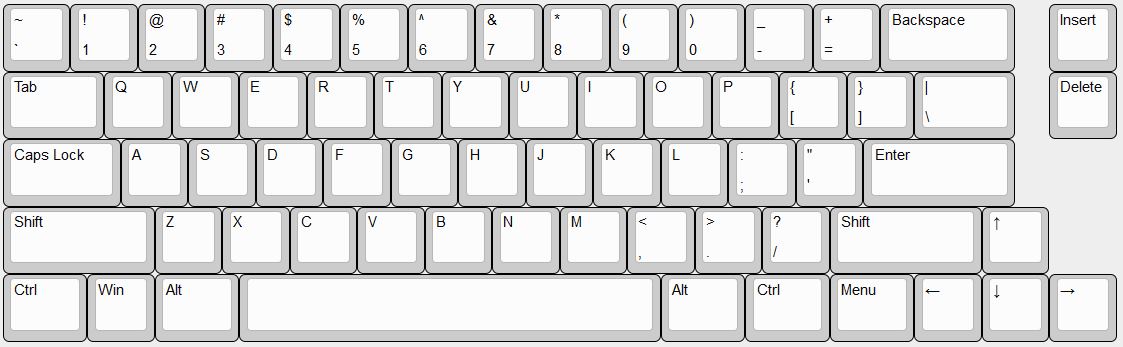 ~ ! @ # $ % ^ & * ( ) _ + Backspace Insert
` 1 2 3 4 5 6 7 8 9 0 - =
Tab Q W E R T Y U I O P { } | Delete
[ ] \
Caps Lock A S D F G H J K L : " Enter
; '
Shift Z X C V B N M < > ? Shift ↑
, . /
Ctrl Win Alt Alt Ctrl Menu ← ↓ →